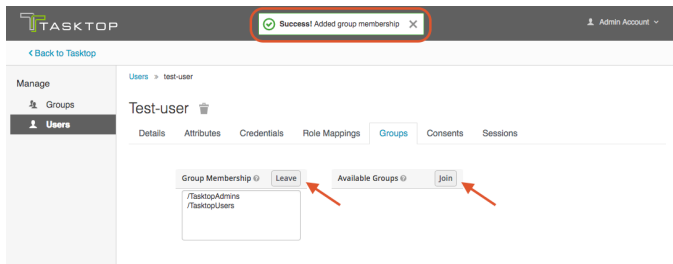 TASKTOP
Success! Added group membership
Admin Account
Back to Tasktop
Manage
Groups
Users
Users » test-user
Test-user
Details Attributes Credentials Role Mappings Groups Consents Sessions
Group Membership Leave Available Groups Join
/TasktopAdmins
/TasktopUsers